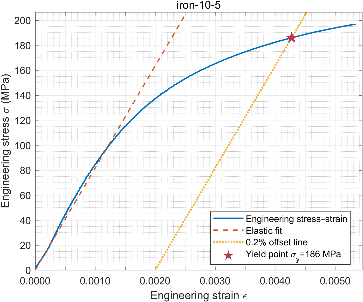 iron-10-5
Engineering stress σ (MPa)
200
180
160
140
120
100
80
60
40
20
0
0.0000
0.0010
0.0020
0.0030
0.0040
0.0050
Engineering strain ϵ
Engineering stress–strain
Elastic fit
0.2% offset line
Yield point σy=186 MPa